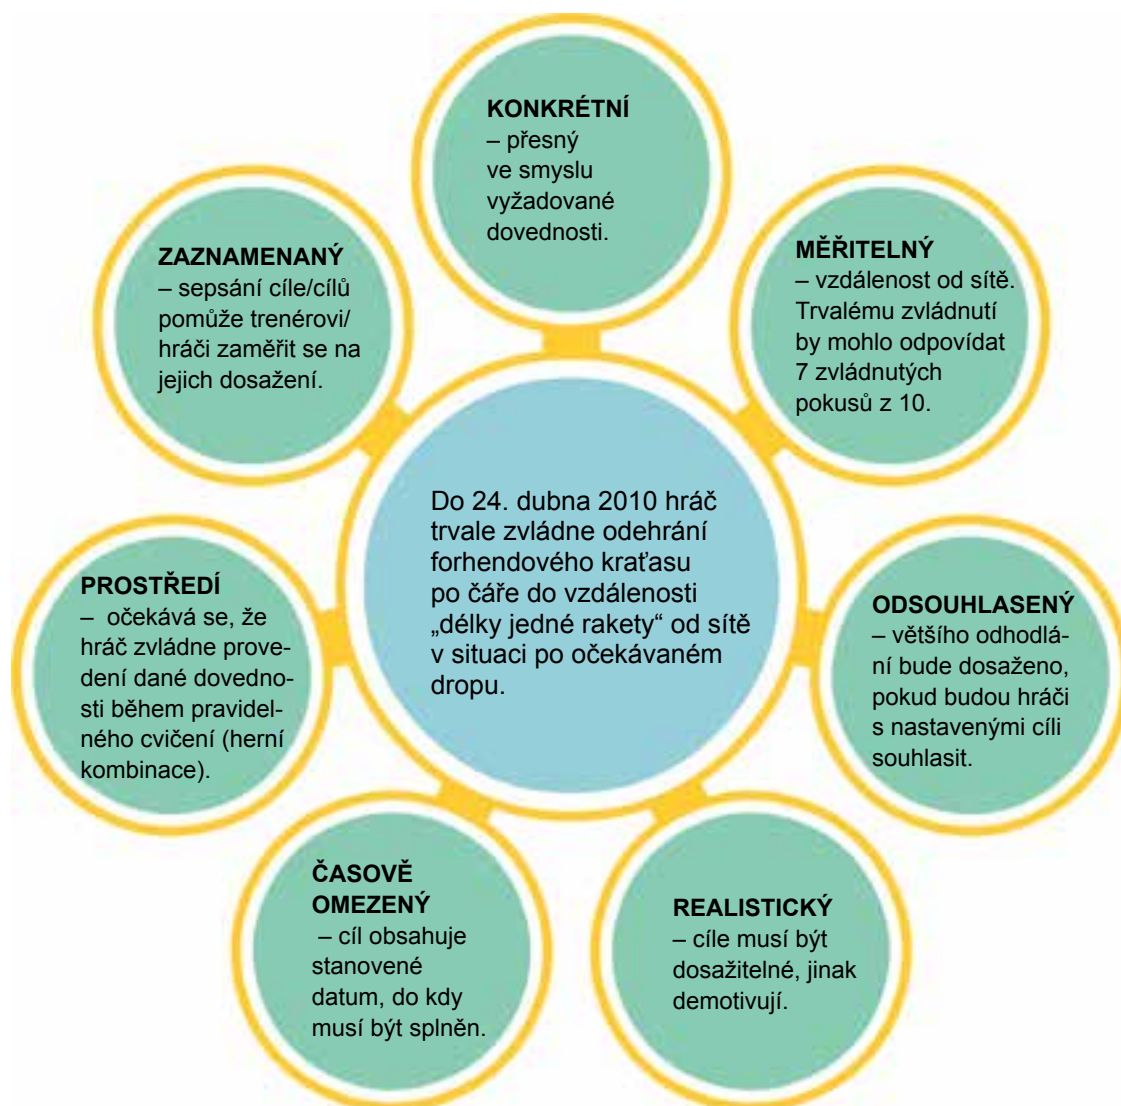 KONKRÉTNÍ
– přesný
ve smyslu
vyžadované
dovednosti.
MĚŘITELNÝ
– vzdálenost od sítě.
Trvalému zvládnutí
by mohlo odpovídat
7 zvládnutých
pokusů z 10.
ODSOUHLASENÝ
– většího odhodlá-
ní bude dosaženo,
pokud budou hráči
s nastavenými cíli
souhlasit.
REALISTICKÝ
– cíle musí být
dosažitelné, jinak
demotivují.
ČASOVĚ
OMEZENÝ
– cíl obsahuje
stanovené
datum, do kdy
musí být splněn.
PROSTŘEDÍ
– očekává se, že
hráč zvládne prove-
dení dané dovedno-
sti během pravidel-
ného cvičení (herní
kombinace).
ZAZNAMENANÝ
– sepsání cíle/cílů
pomůže trenérovi/
hráči zaměřit se na
jejich dosažení.
Do 24. dubna 2010 hráč
trvale zvládne odehrání
forhendového kraťasu
po čáře do vzdálenosti
„délky jedné rakety“ od sítě
v situaci po očekávaném
dropu.